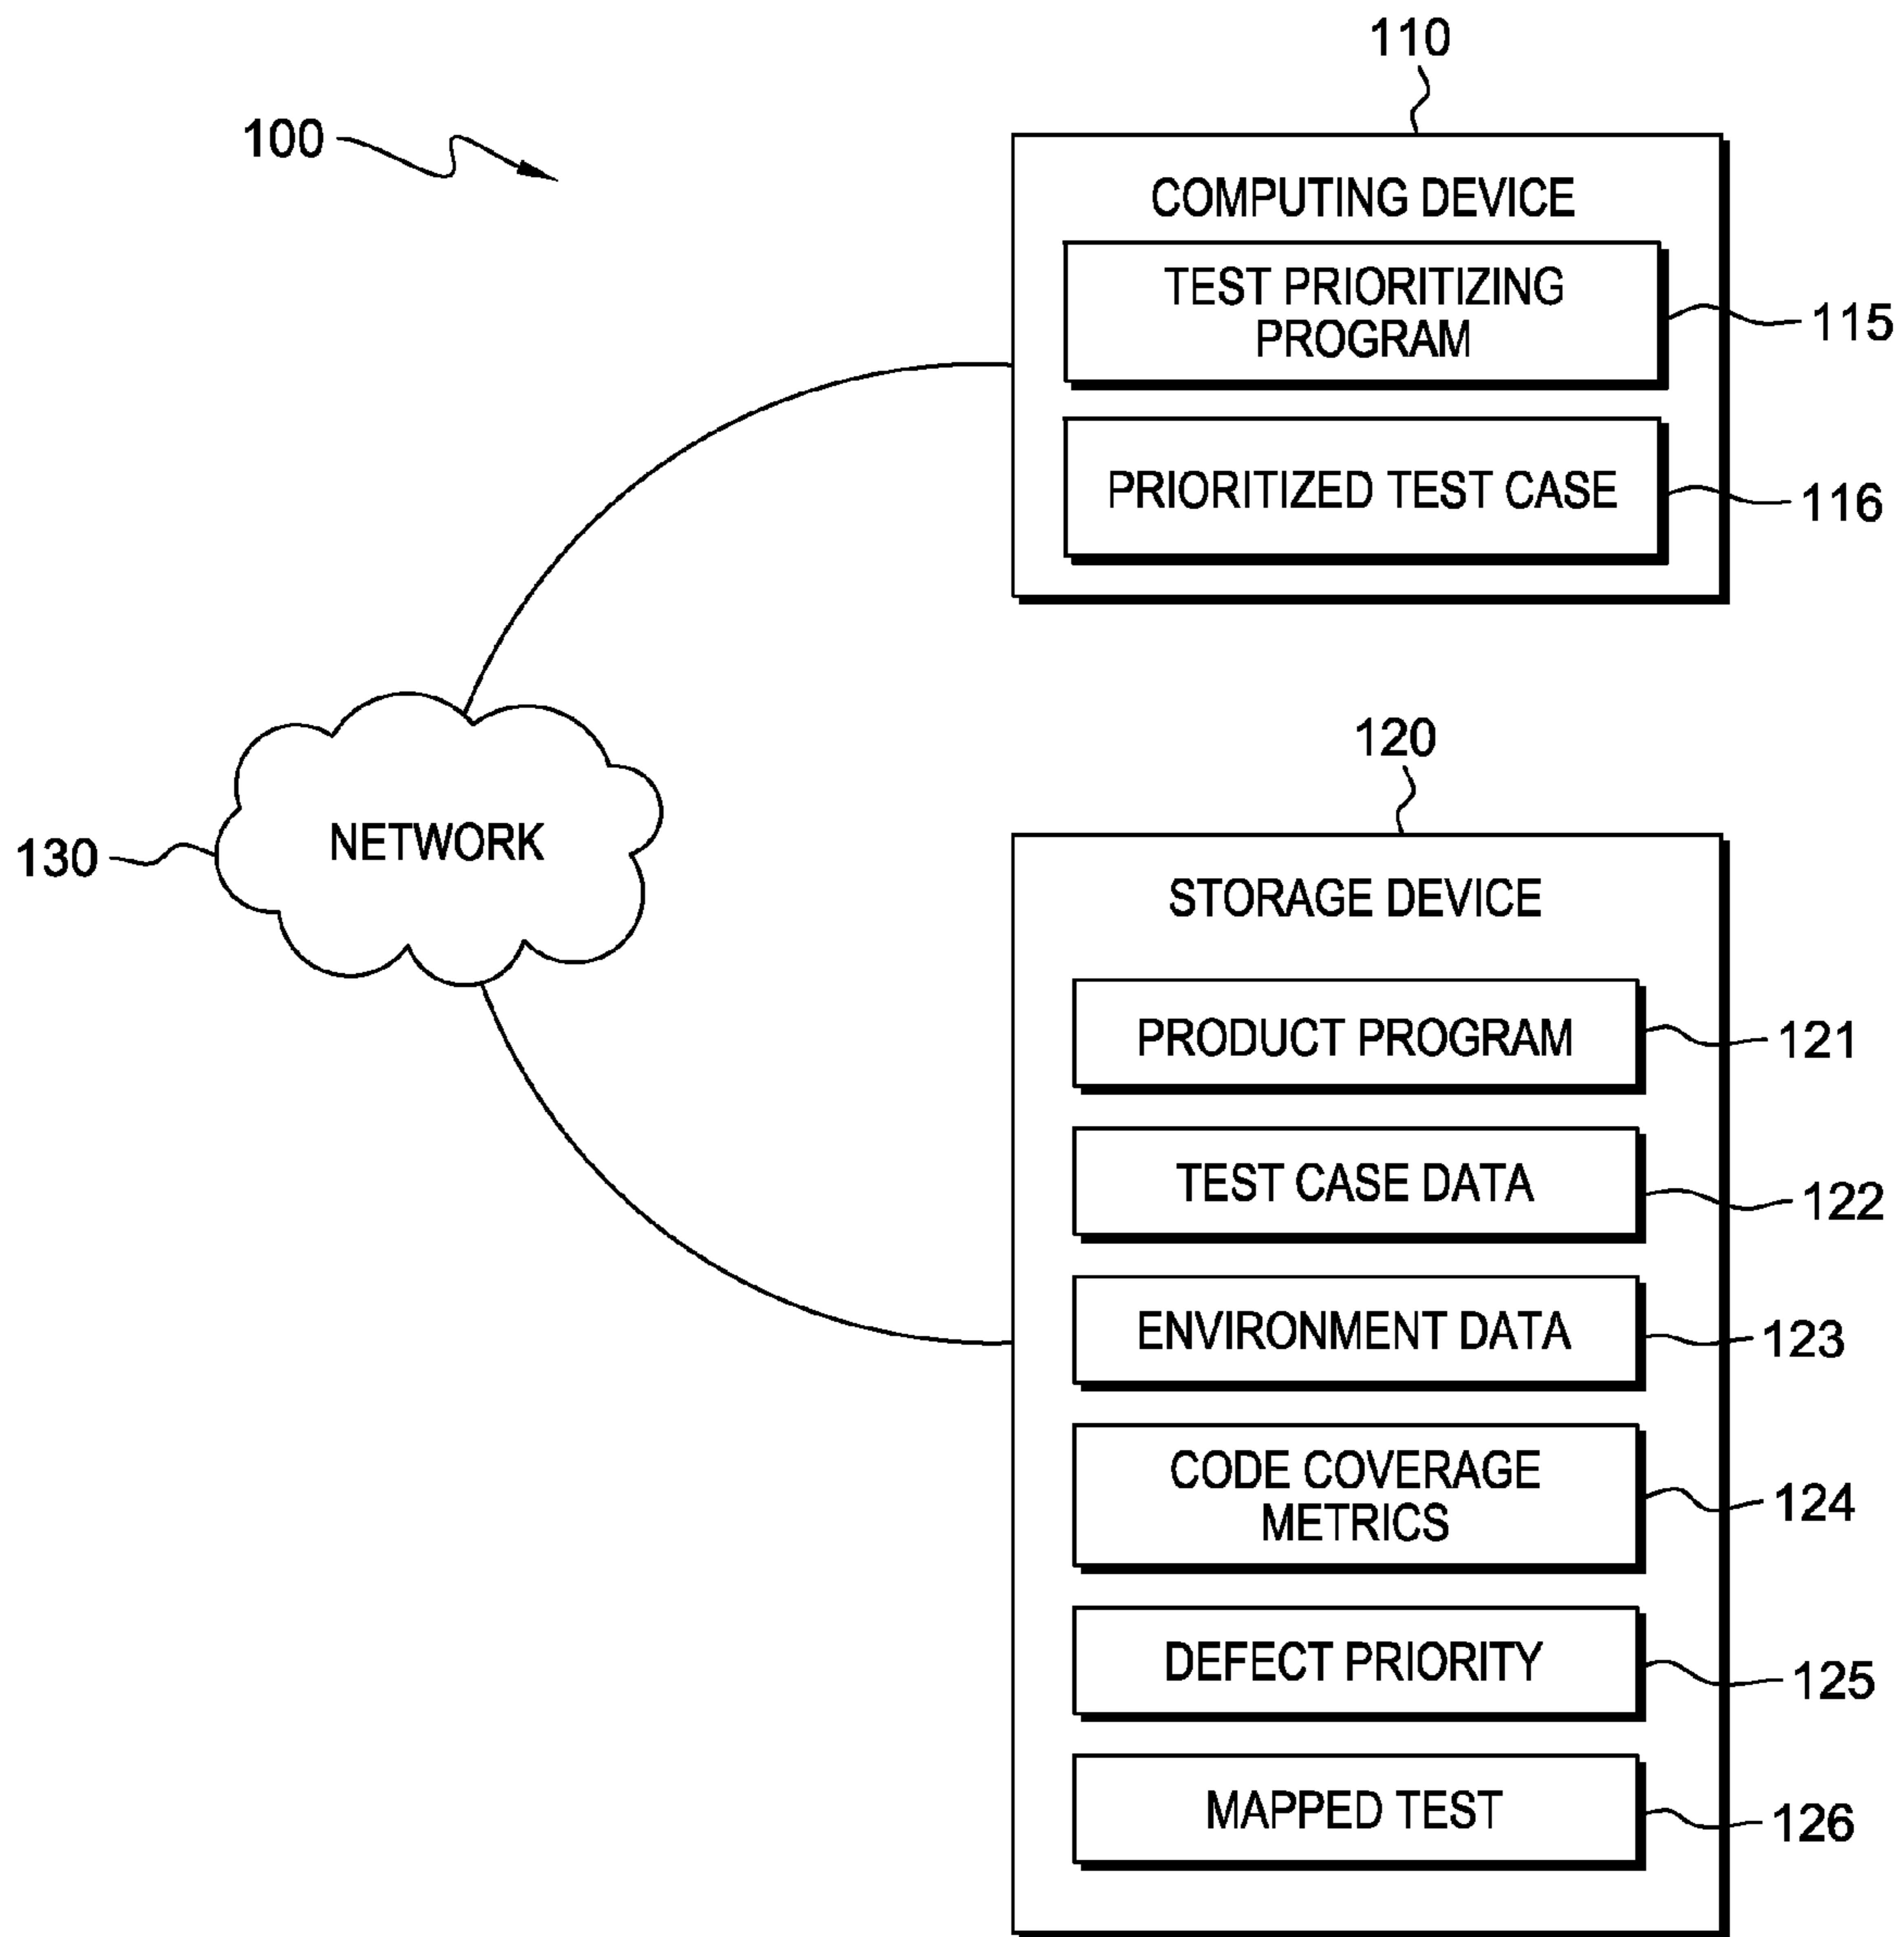 110
100
COMPUTING DEVICE
TEST PRIORITIZING
PROGRAM
115
PRIORITIZED TEST CASE
116
120
NETWORK
130
STORAGE DEVICE
PRODUCT PROGRAM
121
TEST CASE DATA
122
ENVIRONMENT DATA
123
CODE COVERAGE
METRICS
124
DEFECT PRIORITY
125
MAPPED TEST
126